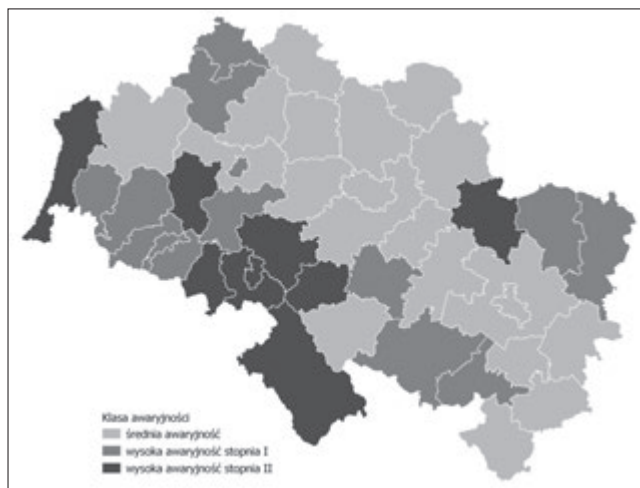 Klasa awaryjności
średnia awaryjność
wysoka awaryjność stopnia I
wysoka awaryjność stopnia II